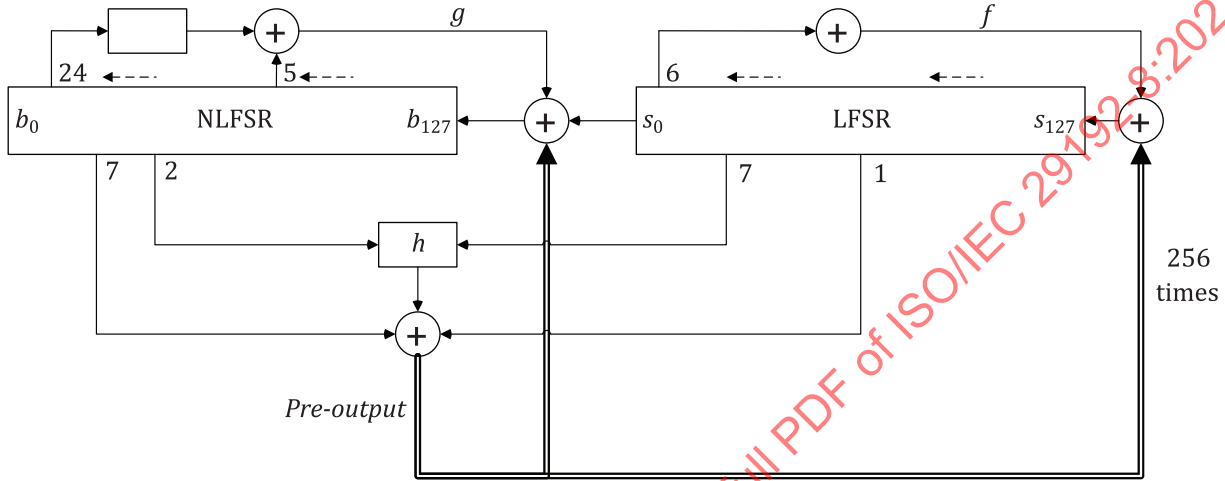 g
f
24
5
6
b0
NLFSR
b127
+
s0
LFSR
s127
7
2
7
1
h
256
times
Pre-output
full PDF of ISO/IEC 29192-8:202